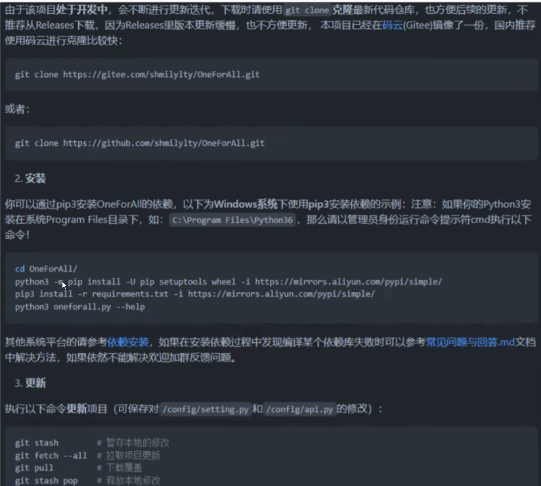 由于该项目处于开发中，会不断进行更新迭代，下载时请使用 git clone 克隆最新代码仓库，也方便后续的更新，不
推荐从Releases下载，因为Releases里版本更新缓慢，也不方便更新， 本项目已经在码云(Gitee)镜像了一份，国内推荐
使用码云进行克隆比较快：
git clone https://gitee.com/shmilylty/OneForAll.git
或者：
git clone https://github.com/shmilylty/OneForAll.git
2. 安装
你可以通过pip3安装OneForAll的依赖，以下为Windows系统下使用pip3安装依赖的示例：注意：如果你的Python3安
装在系统Program Files目录下，如： C:\Program Files\Python36 ，那么请以管理员身份运行命令提示符cmd执行以下
命令！
cd OneForAll/
python3 -m pip install -U pip setuptools wheel -i https://mirrors.aliyun.com/pypi/simple/
pip3 install -r requirements.txt -i https://mirrors.aliyun.com/pypi/simple/
python3 oneforall.py --help
其他系统平台的请参考依赖安装，如果在安装依赖过程中发现编译某个依赖库失败时可以参考常见问题与回答.md文档
中解决方法，如果依然不能解决欢迎加群反馈问题。
3. 更新
执行以下命令更新项目（可保存对 /config/setting.py 和 /config/api.py 的修改）：
git stash # 暂存本地的修改
git fetch --all # 拉取项目更新
git pull # 下载覆盖
git stash pop # 释放本地修改